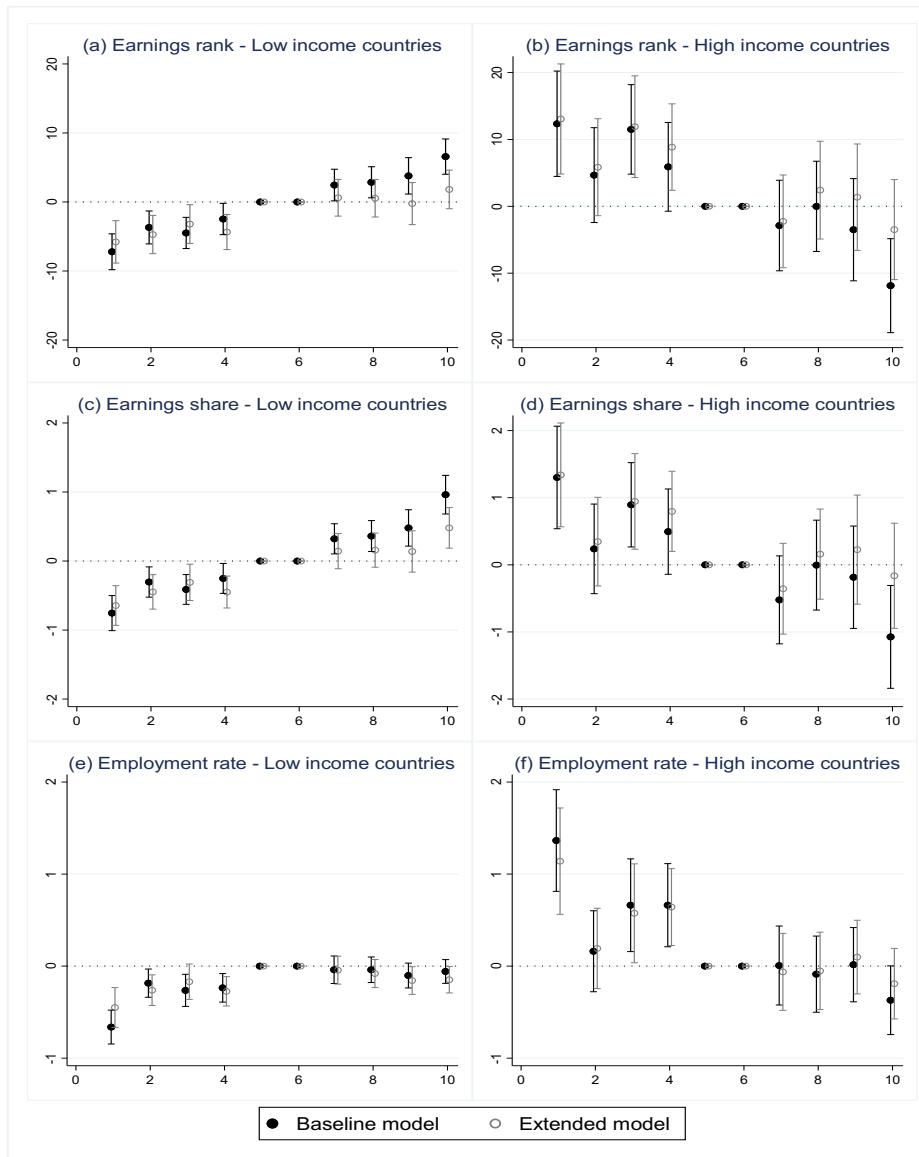 (a) Earnings rank - Low income countries
20
10
0
-10
-20
0 2 4 6 8 10
(b) Earnings rank - High income countries
20
10
0
-10
-20
0 2 4 6 8 10
(c) Earnings share - Low income countries
2
1
0
-1
-2
0 2 4 6 8 10
(d) Earnings share - High income countries
2
1
0
-1
-2
0 2 4 6 8 10
(e) Employment rate - Low income countries
2
1
0
-1
0 2 4 6 8 10
(f) Employment rate - High income countries
2
1
0
-1
0 2 4 6 8 10
Baseline model Extended model